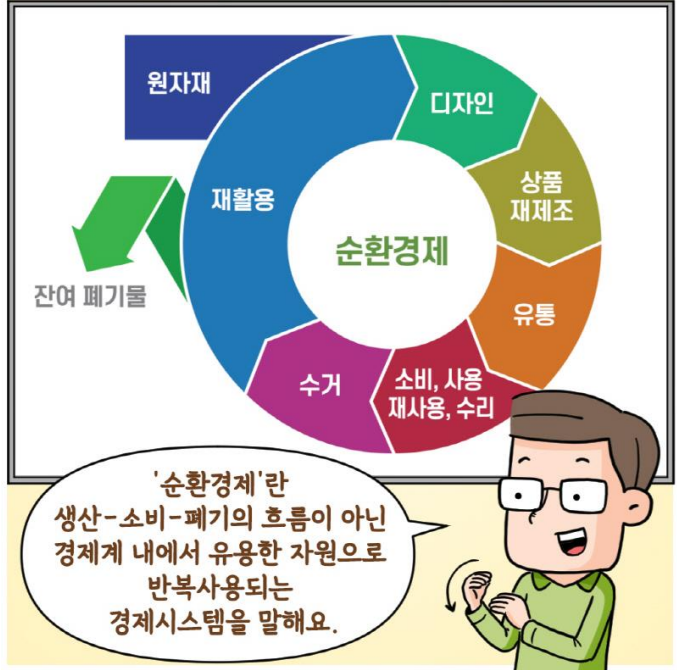 원자재
디자인
상품
재제조
재활용
순환경제
잔여 폐기물
유통
수거
소비, 사용
재사용, 수리
'순환경제'란
생산-소비-폐기의 흐름이 아닌
경제계 내에서 유용한 자원으로
반복사용되는
경제시스템을 말해요.